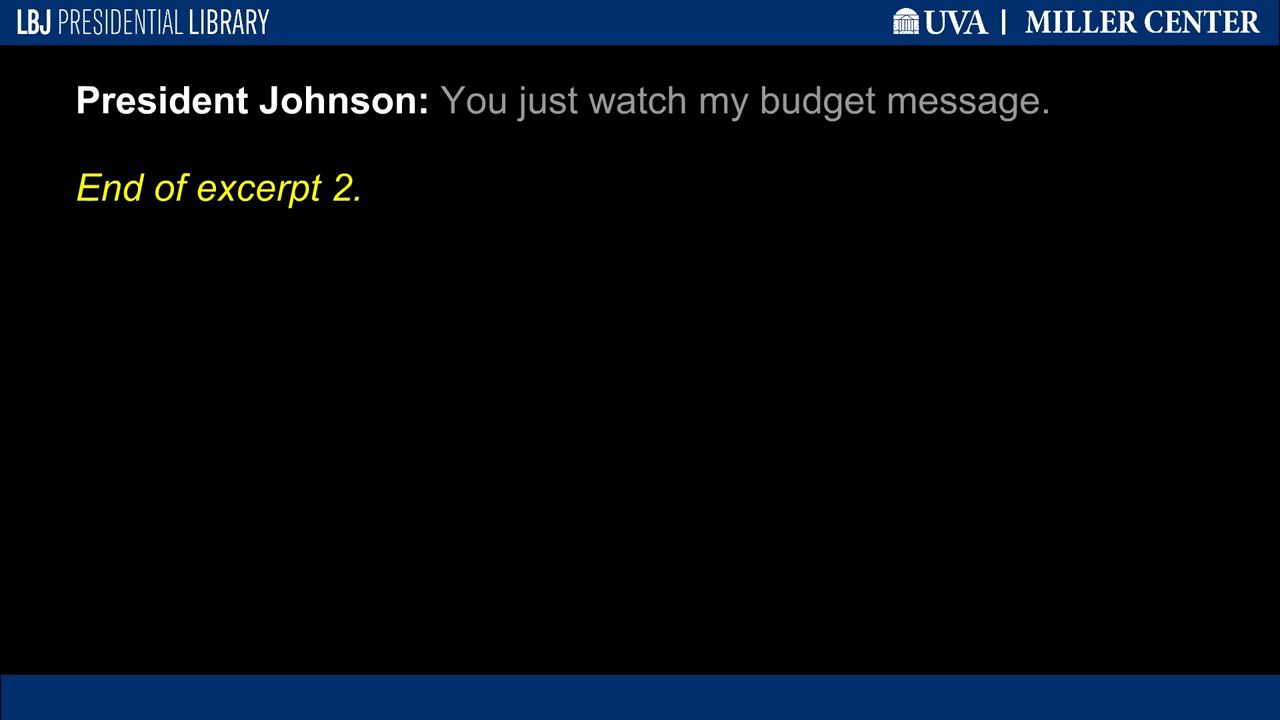 LBJ PRESIDENTIAL LIBRARY
UVA | MILLER CENTER
President Johnson: You just watch my budget message.
End of excerpt 2.